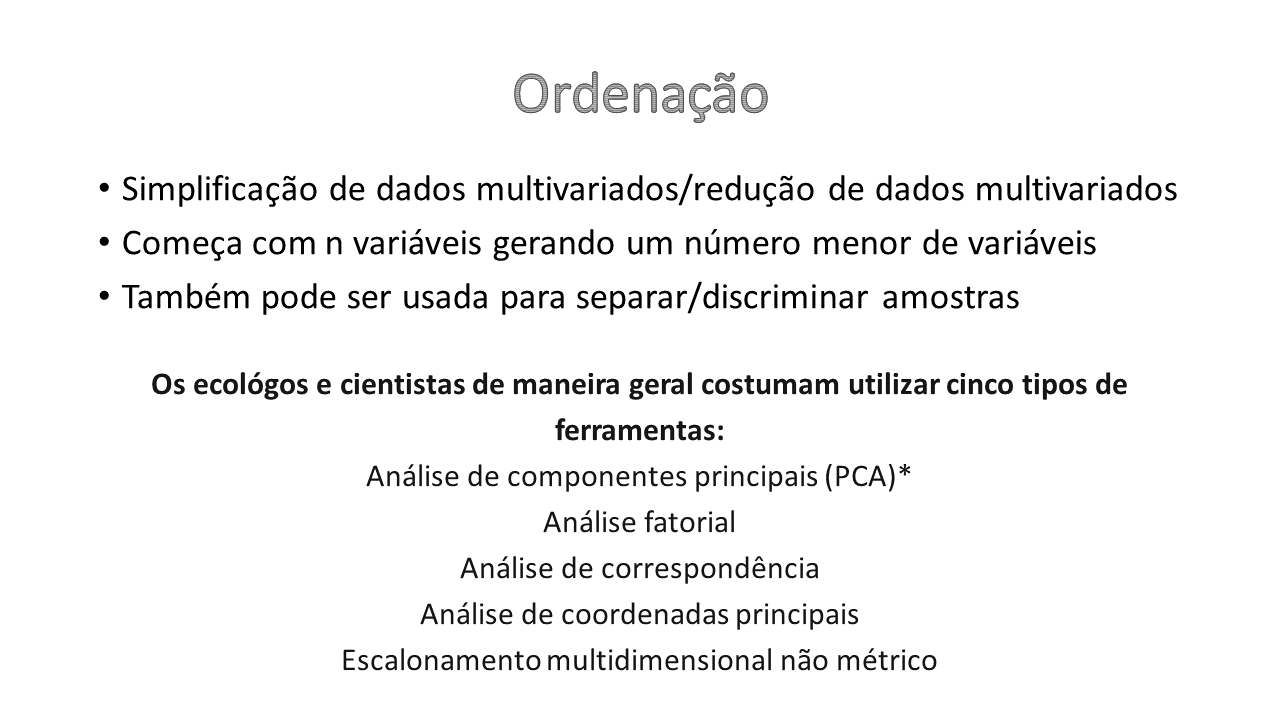 Ordenação
• Simplificação de dados multivariados/redução de dados multivariados
• Começa com n variáveis gerando um número menor de variáveis
• Também pode ser usada para separar/discriminar amostras
Os ecológos e cientistas de maneira geral costumam utilizar cinco tipos de
ferramentas:
Análise de componentes principais (PCA)*
Análise fatorial
Análise de correspondência
Análise de coordenadas principais
Escalonamento multidimensional não métrico